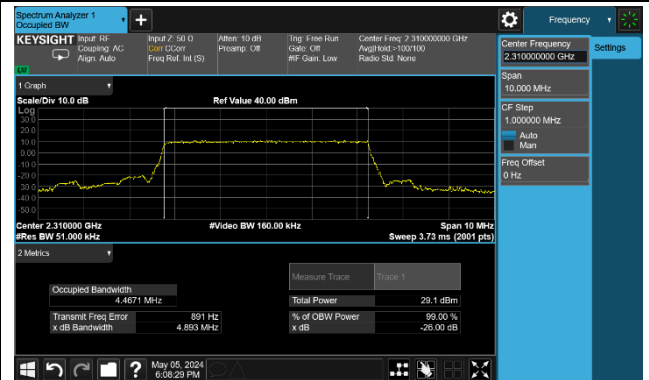 Spectrum Analyzer 1
Occupied BW
Frequency
KEYSIGHT Input: RF
Coupling: AC
Align: Auto
Input Z: 50 Ω
Corr CCorr
Freq Ref: Int (S)
Atten: 10 dB
Preamp: Off
Trig: Free Run
Gate: Off
#IF Gain: Low
Center Freq: 2.310000000 GHz
Avg|Hold:>100/100
Radio Std: None
Center Frequency
2.310000000 GHz
Settings
Span
10.000 MHz
CF Step
1.000000 MHz
Auto
Man
Freq Offset
0 Hz
1 Graph
Scale/Div 10.0 dB
Ref Value 40.00 dBm
Log
30.0
20.0
10.0
0.00
-10.0
-20.0
-30.0
-40.0
-50.0
Center 2.310000 GHz
#Video BW 160.00 kHz
Span 10 MHz
#Res BW 51.000 kHz
Sweep 3.73 ms (2001 pts)
2 Metrics
Measure Trace
Trace 1
Occupied Bandwidth
4.4671 MHz
Total Power
29.1 dBm
Transmit Freq Error
891 Hz
% of OBW Power
99.00 %
x dB Bandwidth
4.893 MHz
x dB
-26.00 dB
May 05, 2024
6:08:29 PM